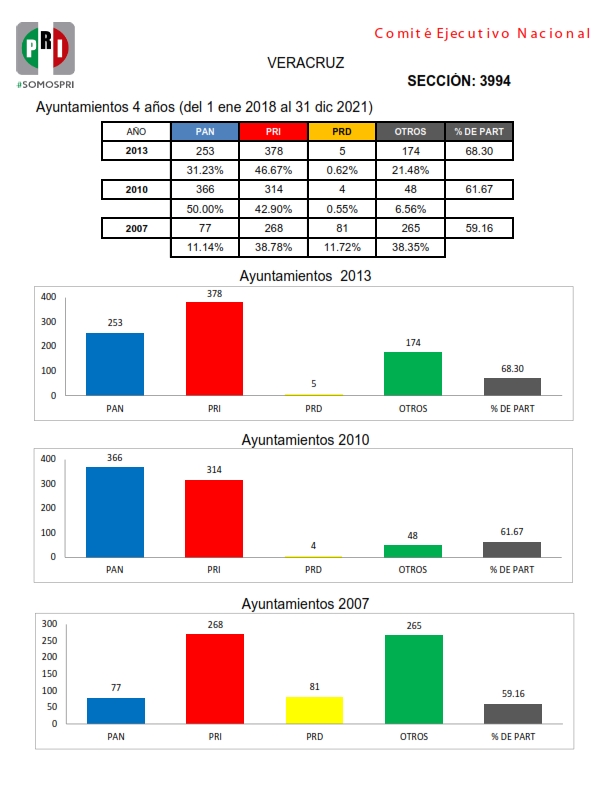 Comité Ejecutivo Nacional
PRI
#SOMOSPRI
VERACRUZ
SECCIÓN: 3994
Ayuntamientos 4 años (del 1 ene 2018 al 31 dic 2021)
AÑO PAN PRI PRD OTROS % DE PART
2013 253 378 5 174 68.30
31.23% 46.67% 0.62% 21.48%
2010 366 314 4 48 61.67
50.00% 42.90% 0.55% 6.56%
2007 77 268 81 265 59.16
11.14% 38.78% 11.72% 38.35%
Ayuntamientos 2013
400
300
200
100
0
253 378 5 174 68.30
PAN PRI PRD OTROS % DE PART
Ayuntamientos 2010
400
300
200
100
0
366 314 4 48 61.67
PAN PRI PRD OTROS % DE PART
Ayuntamientos 2007
300
250
200
150
100
50
0
77 268 81 265 59.16
PAN PRI PRD OTROS % DE PART